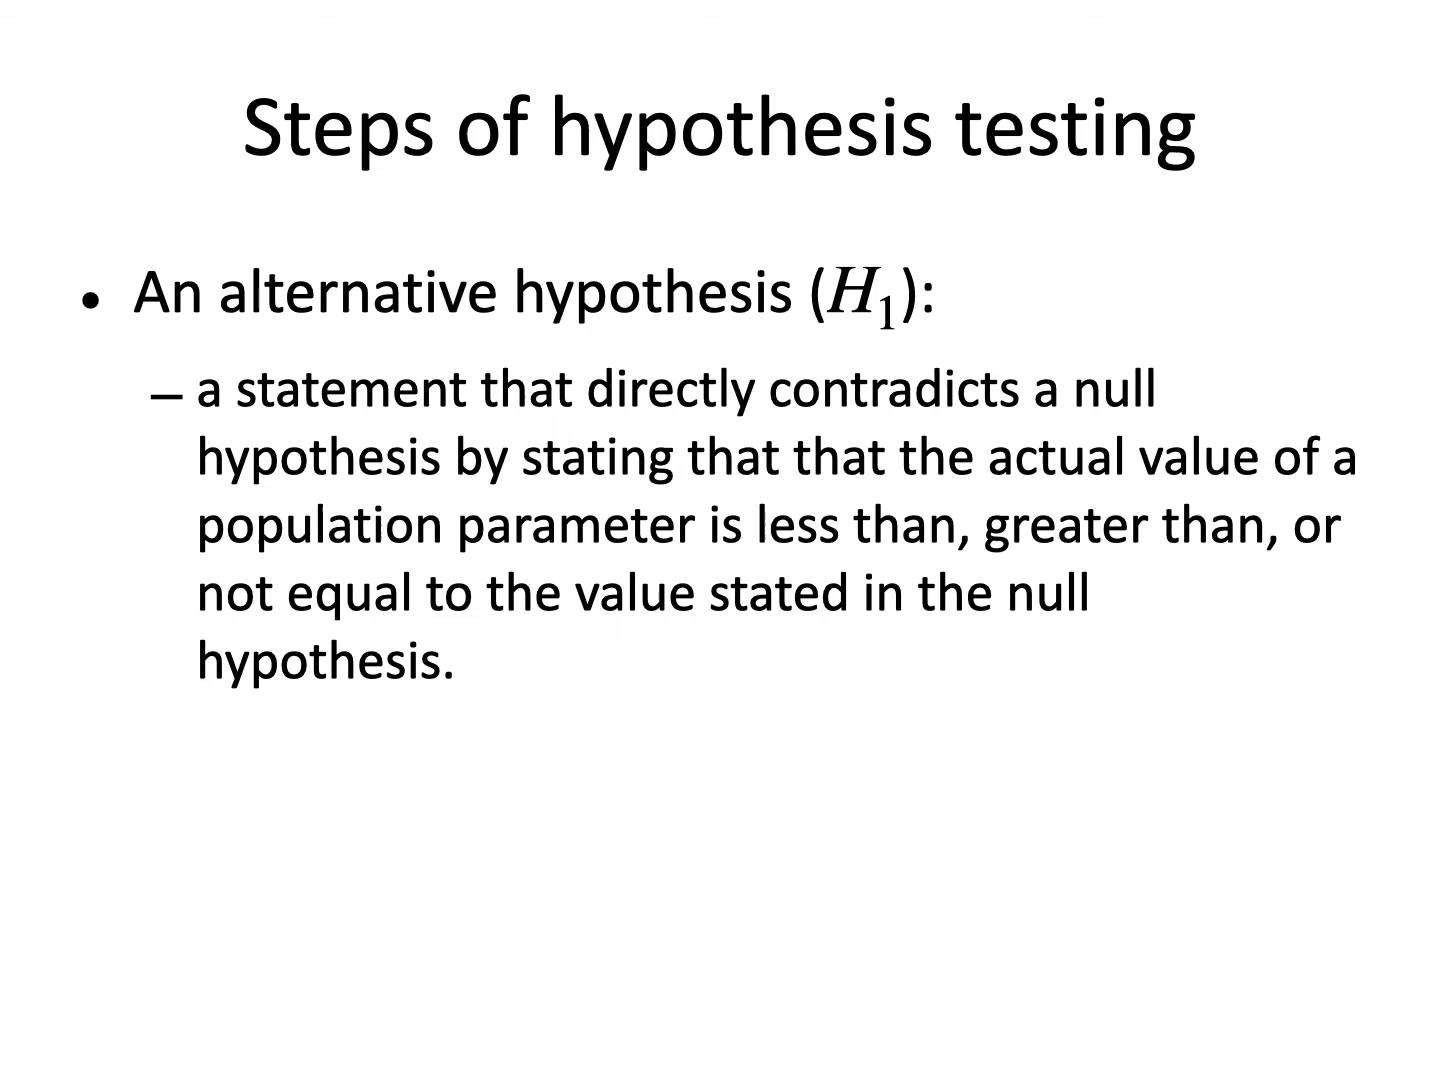 Steps of hypothesis testing
• An alternative hypothesis (H₁):
– a statement that directly contradicts a null
hypothesis by stating that that the actual value of a
population parameter is less than, greater than, or
not equal to the value stated in the null
hypothesis.